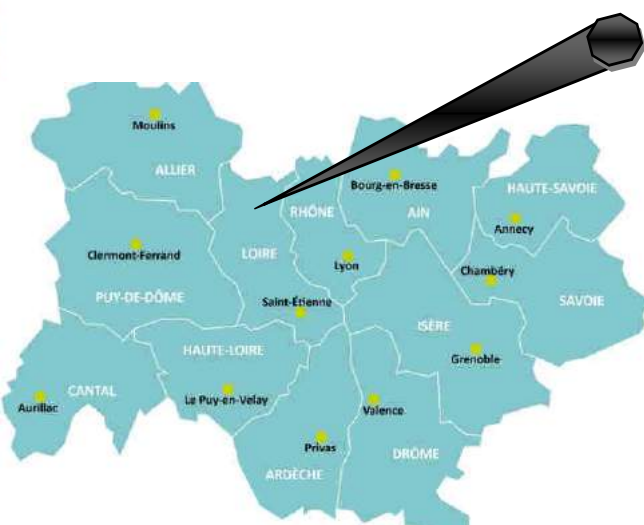 Moulins
ALLIER
Bourg-en-Bresse
HAUTE-SAVOIE
RHÔNE
AIN
Annecy
Clermont-Ferrand
LOIRE
Lyon
Chambéry
PUY-DE-DÔME
Saint-Étienne
SAVOIE
ISÈRE
HAUTE-LOIRE
Grenoble
CANTAL
Aurillac
Le Puy-en-Velay
Valence
Privas
DRÔME
ARDÈCHE